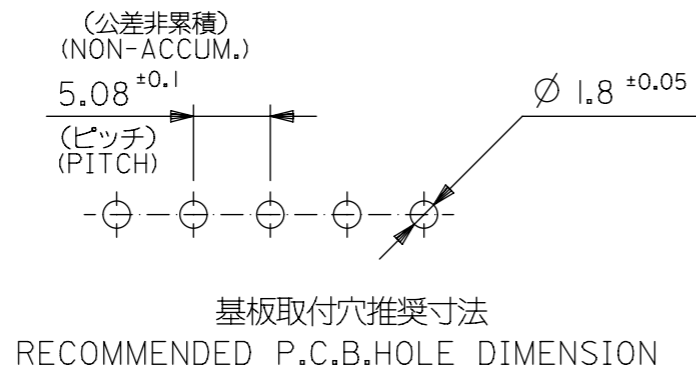 (公差非累積)
(NON-ACCUM.)
5.08 ±0.1
(ピッチ)
(PITCH)
∅ 1.8 ±0.05
基板取付穴推奨寸法
RECOMMENDED P.C.B.HOLE DIMENSION